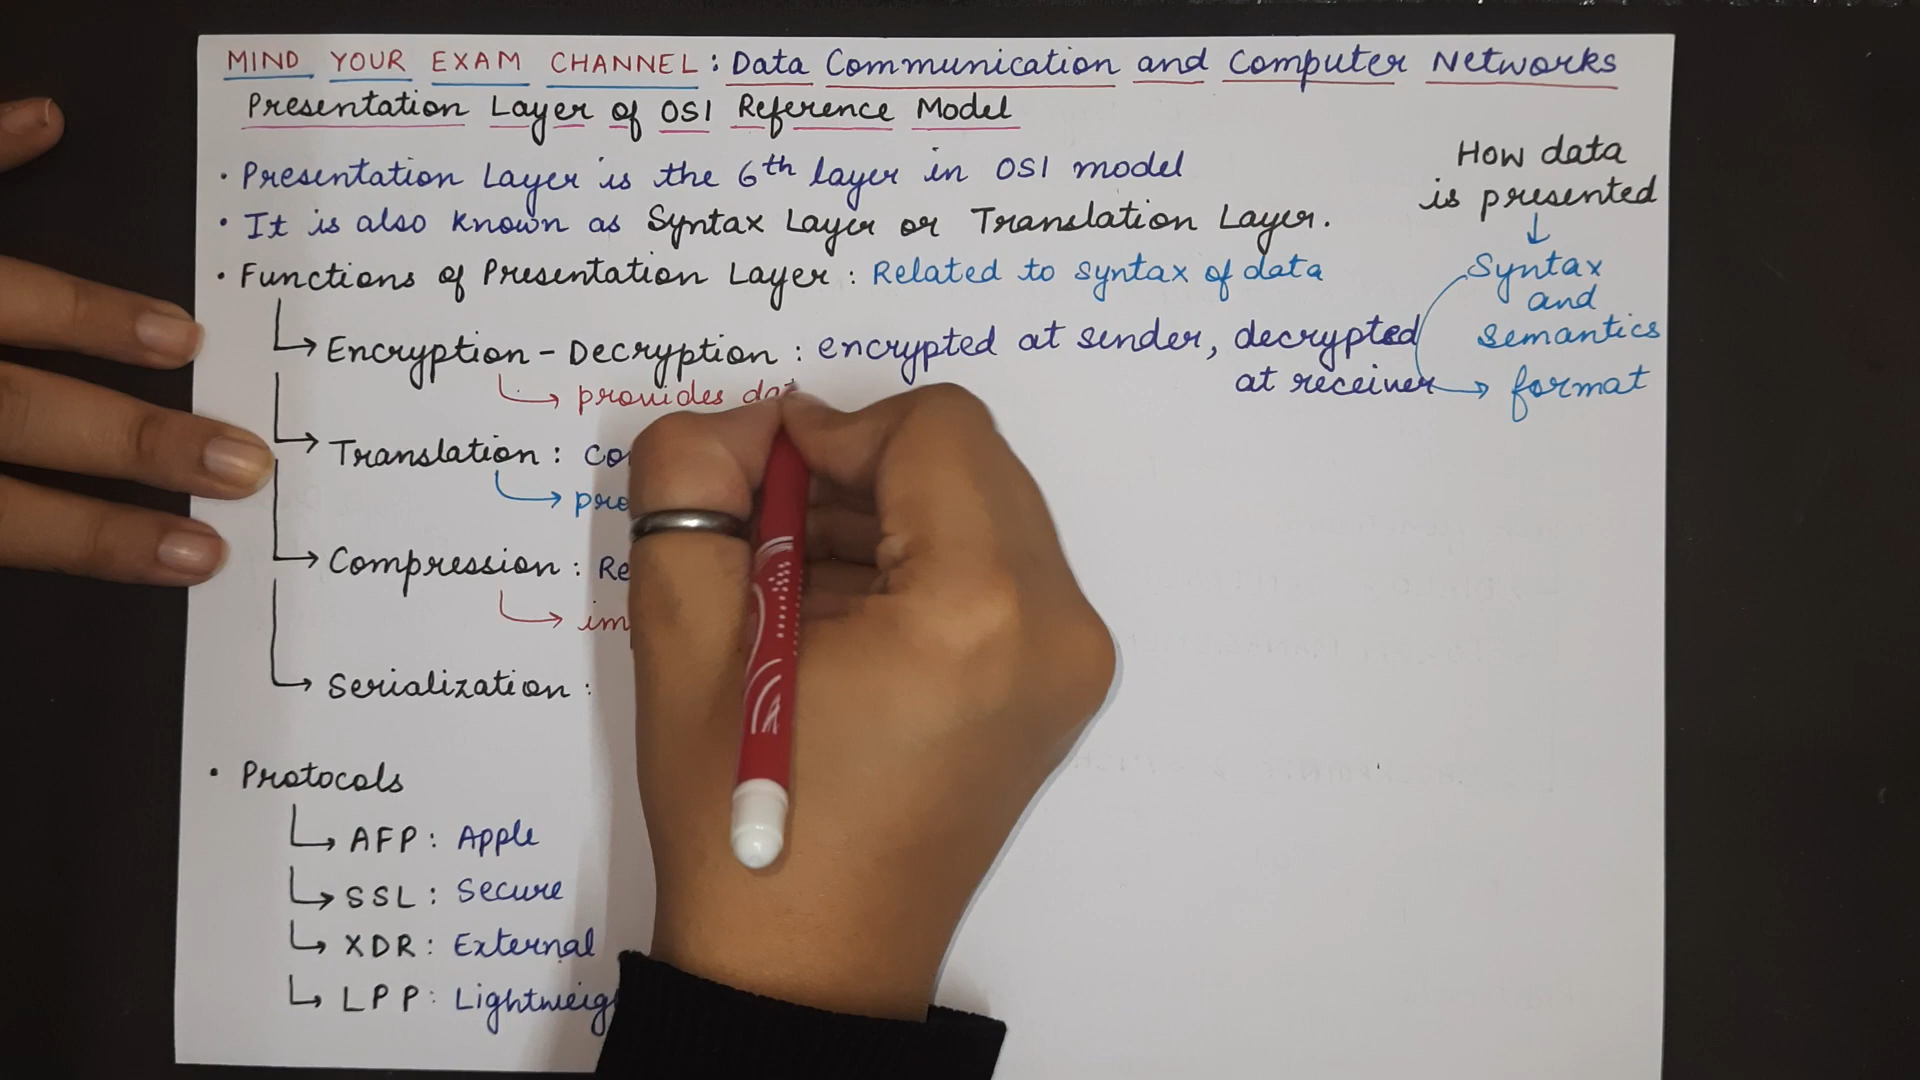 MIND YOUR EXAM CHANNEL : Data Communication and Computer Networks
Presentation Layer of OSI Reference Model
How data
is presented
↓
Syntax
and
semantics
→ format
• Presentation Layer is the 6th layer in OSI model
• It is also known as Syntax Layer or Translation Layer.
• Functions of Presentation Layer : Related to syntax of data
→ Encryption - Decryption : encrypted at sender, decrypted
at receiver
→ provides
→ Translation :
→ Compression :
→ Serialization :
• Protocols
→ AFP : Apple
→ SSL : Secure
→ XDR : External
→ LPP :